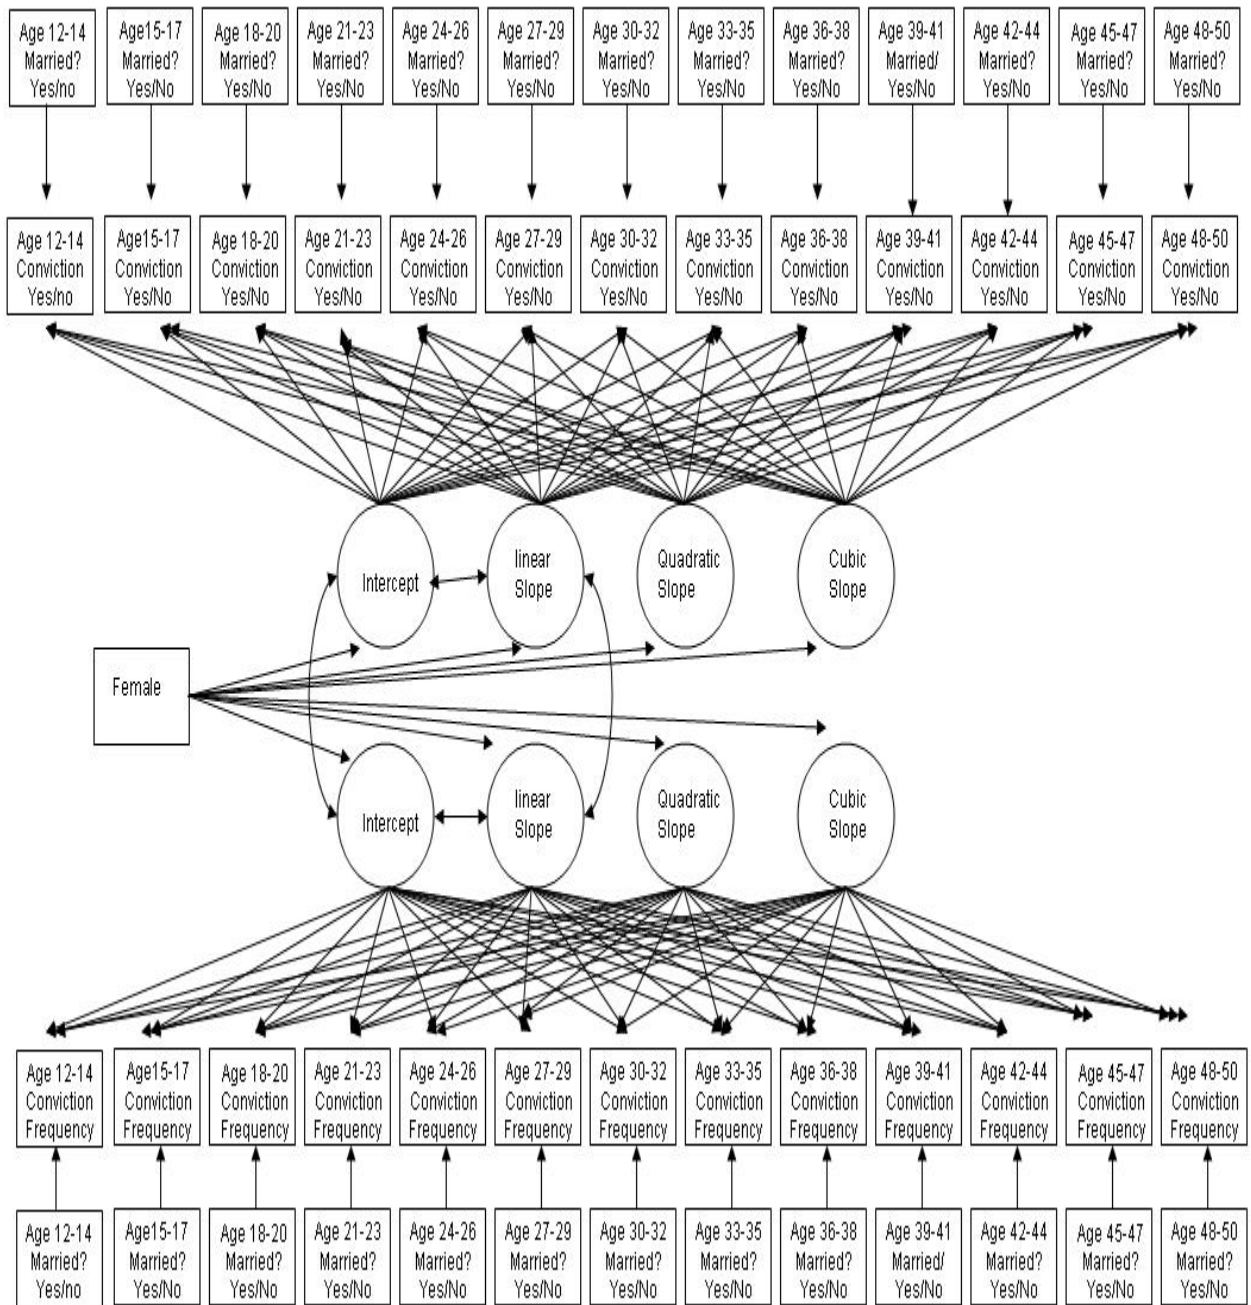 Age 12-14
Married?
Yes/no
Age15-17
Married?
Yes/No
Age 18-20
Married?
Yes/No
Age 21-23
Married?
Yes/No
Age 24-26
Married?
Yes/No
Age 27-29
Married?
Yes/No
Age 30-32
Married?
Yes/No
Age 33-35
Married?
Yes/No
Age 36-38
Married?
Yes/No
Age 39-41
Married/
Yes/No
Age 42-44
Married?
Yes/No
Age 45-47
Married?
Yes/No
Age 48-50
Married?
Yes/No
Age 12-14
Conviction
Yes/no
Age15-17
Conviction
Yes/No
Age 18-20
Conviction
Yes/No
Age 21-23
Conviction
Yes/No
Age 24-26
Conviction
Yes/No
Age 27-29
Conviction
Yes/No
Age 30-32
Conviction
Yes/No
Age 33-35
Conviction
Yes/No
Age 36-38
Conviction
Yes/No
Age 39-41
Conviction
Yes/No
Age 42-44
Conviction
Yes/No
Age 45-47
Conviction
Yes/No
Age 48-50
Conviction
Yes/No
Intercept
linear
Slope
Quadratic
Slope
Cubic
Slope
Female
Intercept
linear
Slope
Quadratic
Slope
Cubic
Slope
Age 12-14
Conviction
Frequency
Age15-17
Conviction
Frequency
Age 18-20
Conviction
Frequency
Age 21-23
Conviction
Frequency
Age 24-26
Conviction
Frequency
Age 27-29
Conviction
Frequency
Age 30-32
Conviction
Frequency
Age 33-35
Conviction
Frequency
Age 36-38
Conviction
Frequency
Age 39-41
Conviction
Frequency
Age 42-44
Conviction
Frequency
Age 45-47
Conviction
Frequency
Age 48-50
Conviction
Frequency
Age 12-14
Married?
Yes/no
Age15-17
Married?
Yes/No
Age 18-20
Married?
Yes/No
Age 21-23
Married?
Yes/No
Age 24-26
Married?
Yes/No
Age 27-29
Married?
Yes/No
Age 30-32
Married?
Yes/No
Age 33-35
Married?
Yes/No
Age 36-38
Married?
Yes/No
Age 39-41
Married/
Yes/No
Age 42-44
Married?
Yes/No
Age 45-47
Married?
Yes/No
Age 48-50
Married?
Yes/No